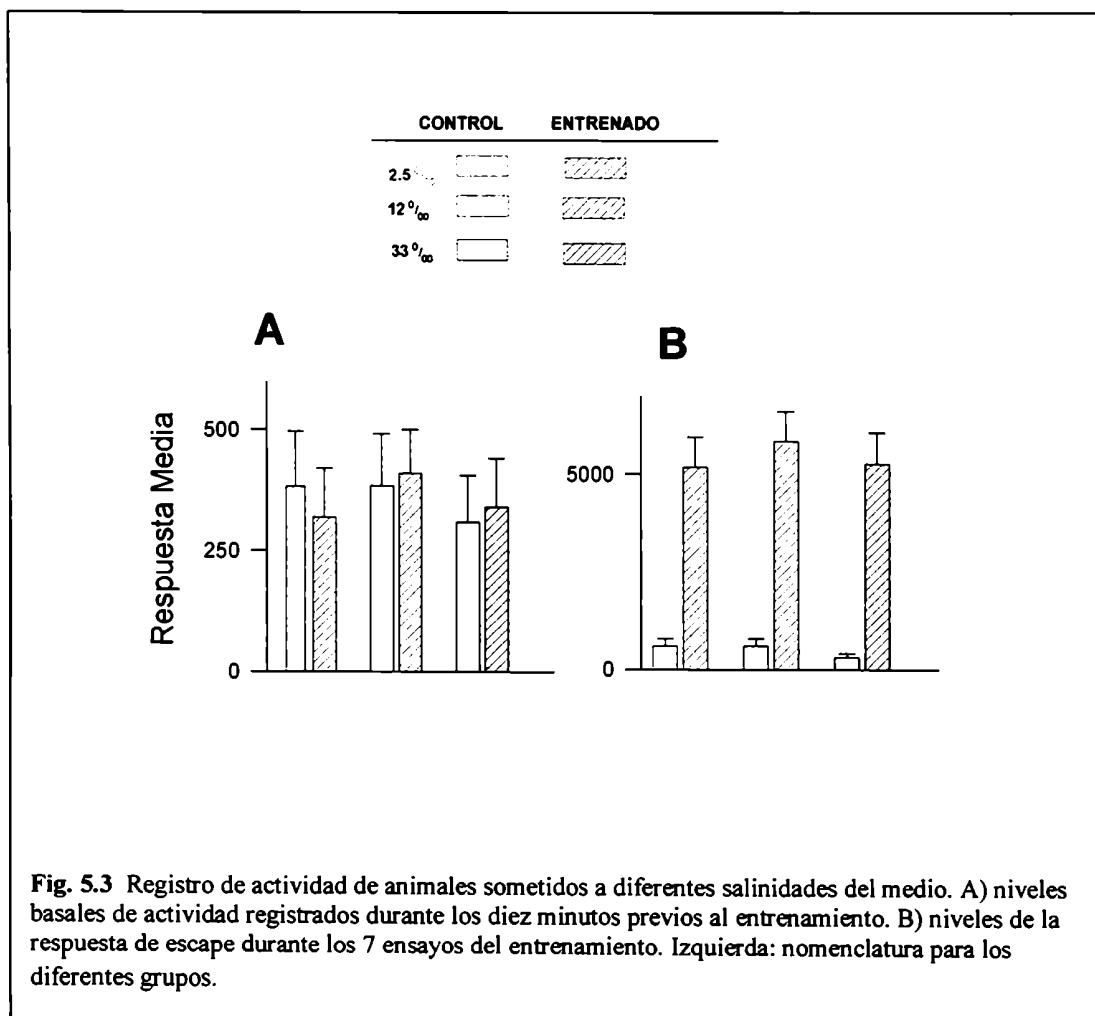 CONTROL ENTRENADO
2.5
12 ⁰/₀₀
33 ⁰/₀₀
A
B
Respuesta Media
500
250
0
5000
0
Fig. 5.3 Registro de actividad de animales sometidos a diferentes salinidades del medio. A) niveles
basales de actividad registrados durante los diez minutos previos al entrenamiento. B) niveles de la
respuesta de escape durante los 7 ensayos del entrenamiento. Izquierda: nomenclatura para los
diferentes grupos.